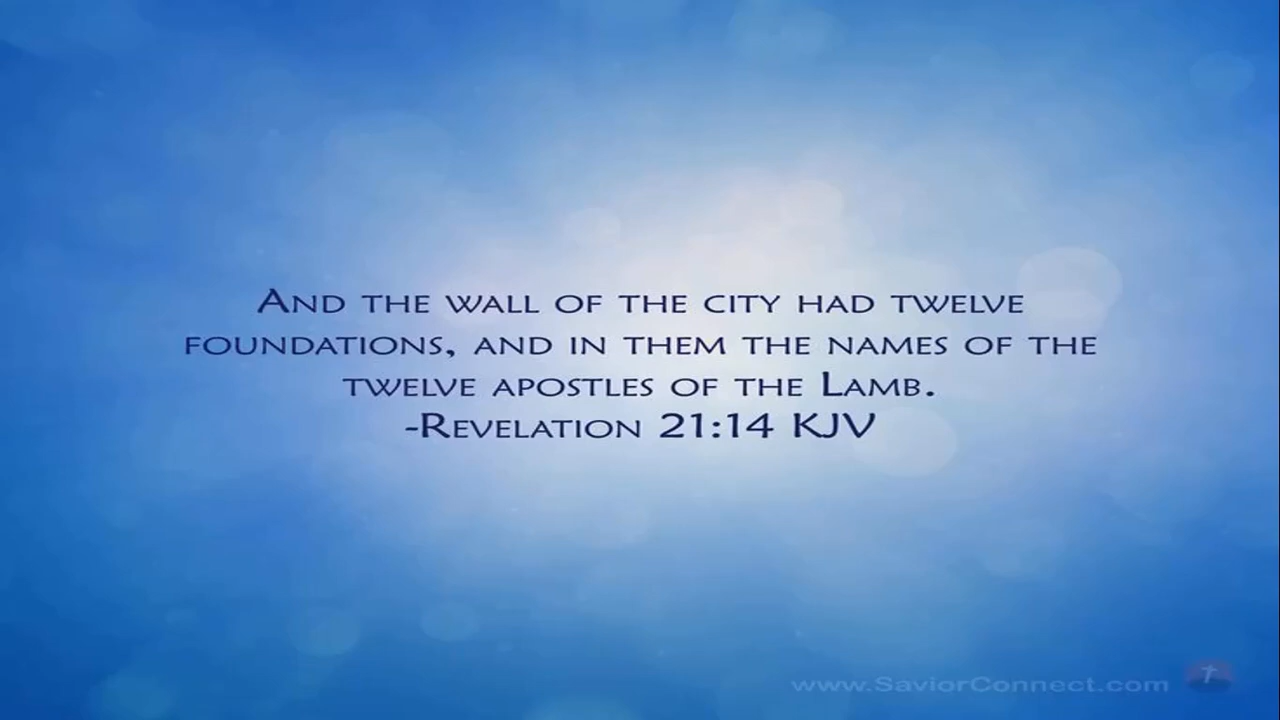 And the wall of the city had twelve
foundations, and in them the names of the
twelve apostles of the Lamb.
-Revelation 21:14 KJV
www.SaviorConnect.com